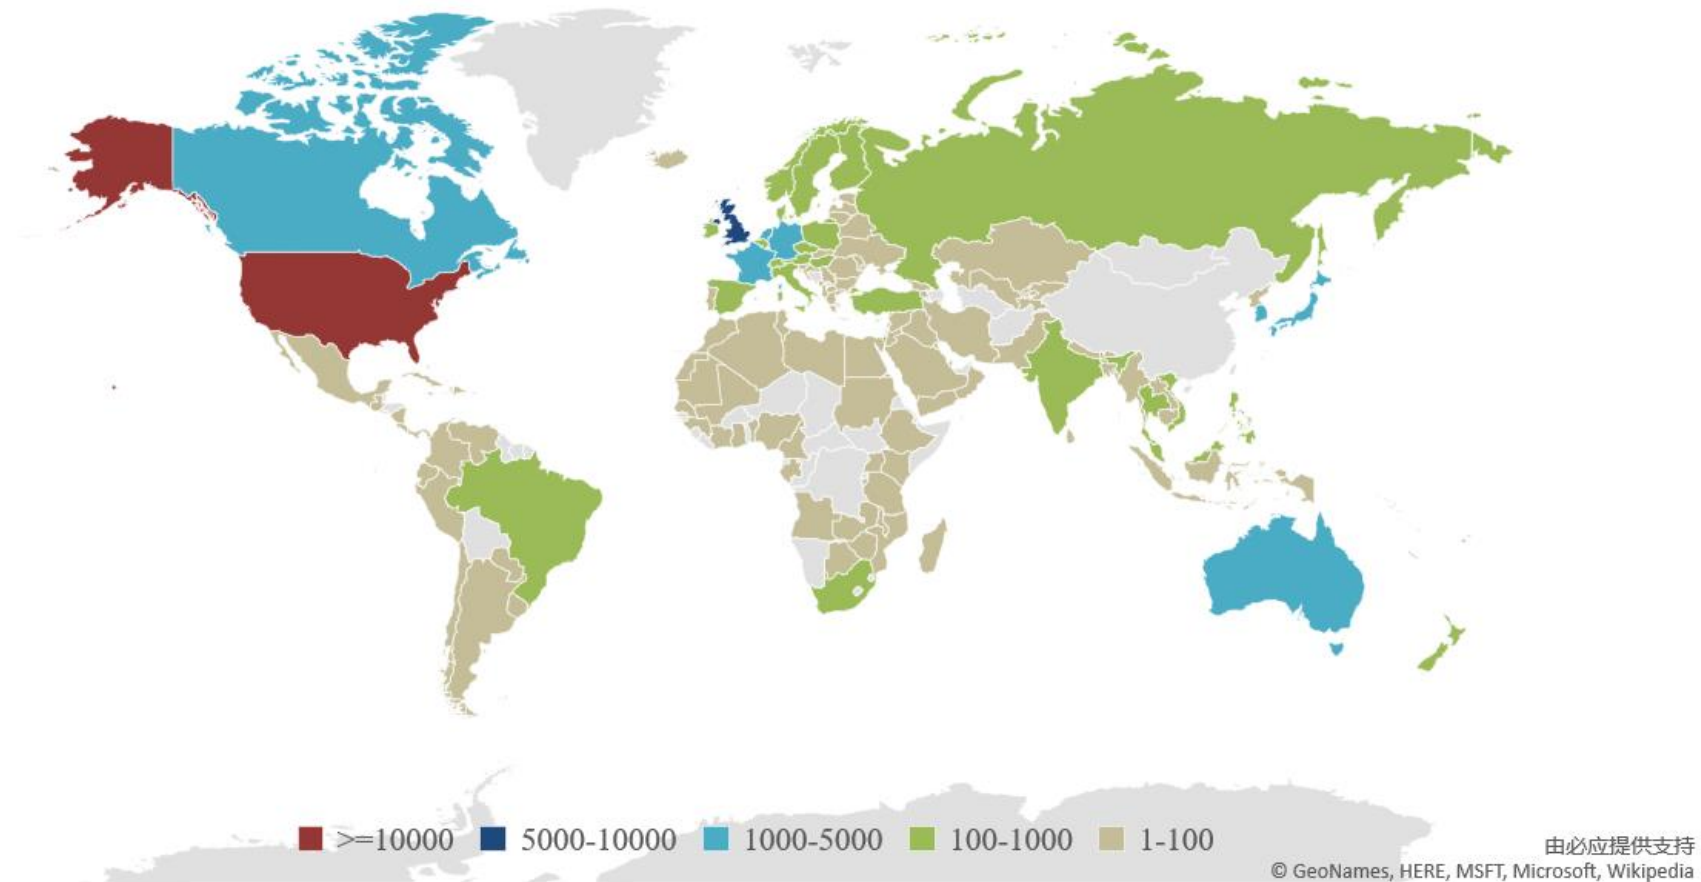 >=10000 5000-10000 1000-5000 100-1000 1-100
由必应提供支持
© GeoNames, HERE, MSFT, Microsoft, Wikipedia